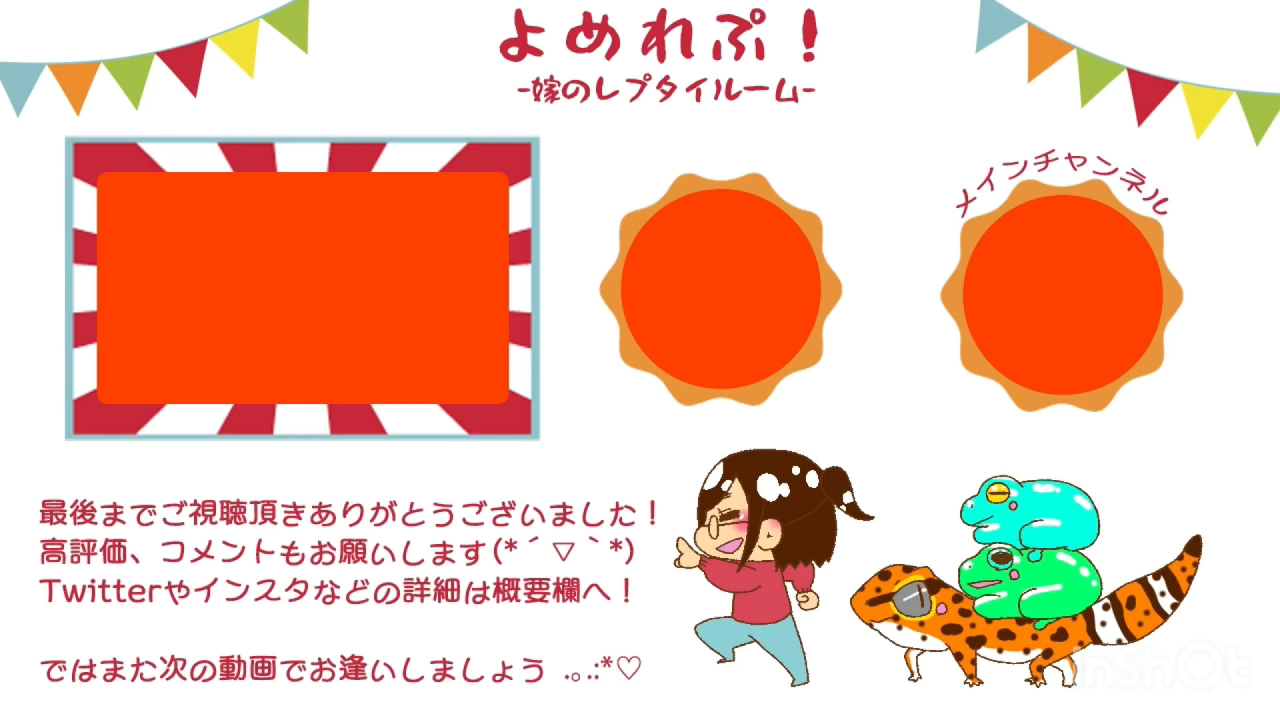 よめれぷ！
-嫁のレプタイルーム-
メインチャンネル
最後までご視聴頂きありがとうございました！
高評価、コメントもお願いします(*´▽｀*)
Twitterやインスタなどの詳細は概要欄へ！
ではまた次の動画でお逢いしましょう .｡.:*♡
InshOt